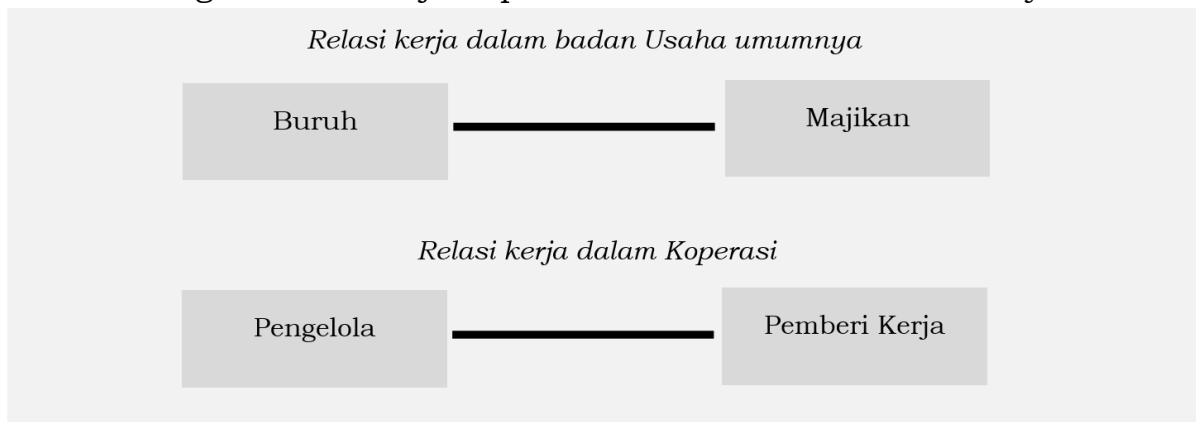 Relasi kerja dalam badan Usaha umumnya
Buruh
Majikan
Relasi kerja dalam Koperasi
Pengelola
Pemberi Kerja